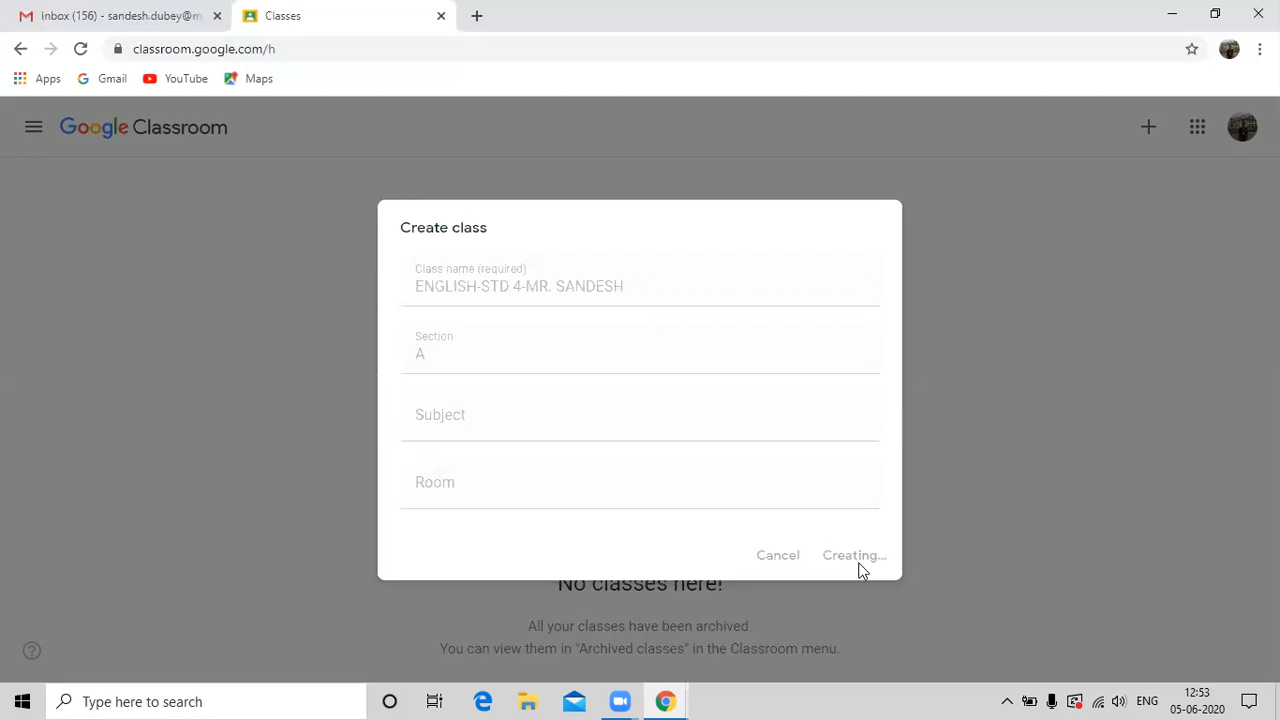 inbox (156) - sandesh.dubey@m
Classes
classroom.google.com/h
Apps
Gmail
YouTube
Maps
Google Classroom
Create class
Class name (required)
ENGLISH-STD 4-MR. SANDESH
Section
A
Subject
Room
Cancel
Creating...
No classes here!
All your classes have been archived.
You can view them in "Archived classes" in the Classroom menu.
Type here to search
ENG
12:53
05-06-2020